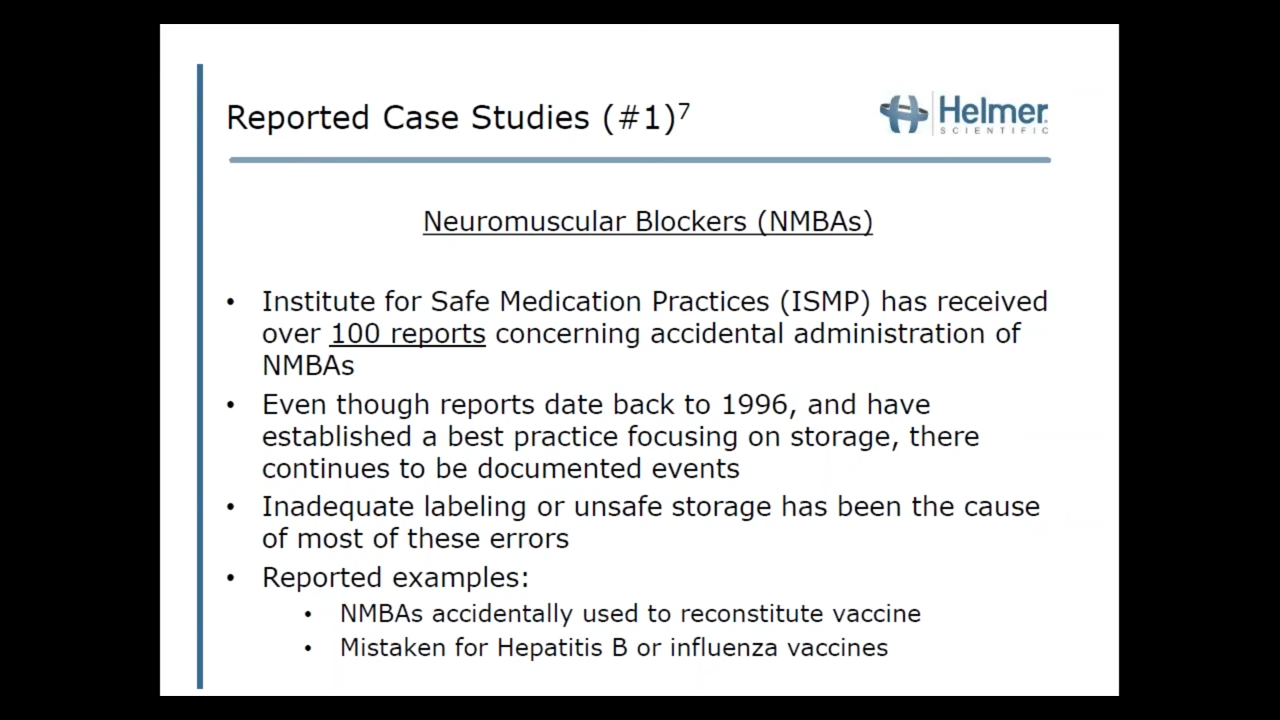 Reported Case Studies (#1)7
Helmer
SCIENTIFIC
Neuromuscular Blockers (NMBAs)
• Institute for Safe Medication Practices (ISMP) has received
over 100 reports concerning accidental administration of
NMBAs
• Even though reports date back to 1996, and have
established a best practice focusing on storage, there
continues to be documented events
• Inadequate labeling or unsafe storage has been the cause
of most of these errors
• Reported examples:
• NMBAs accidentally used to reconstitute vaccine
• Mistaken for Hepatitis B or influenza vaccines